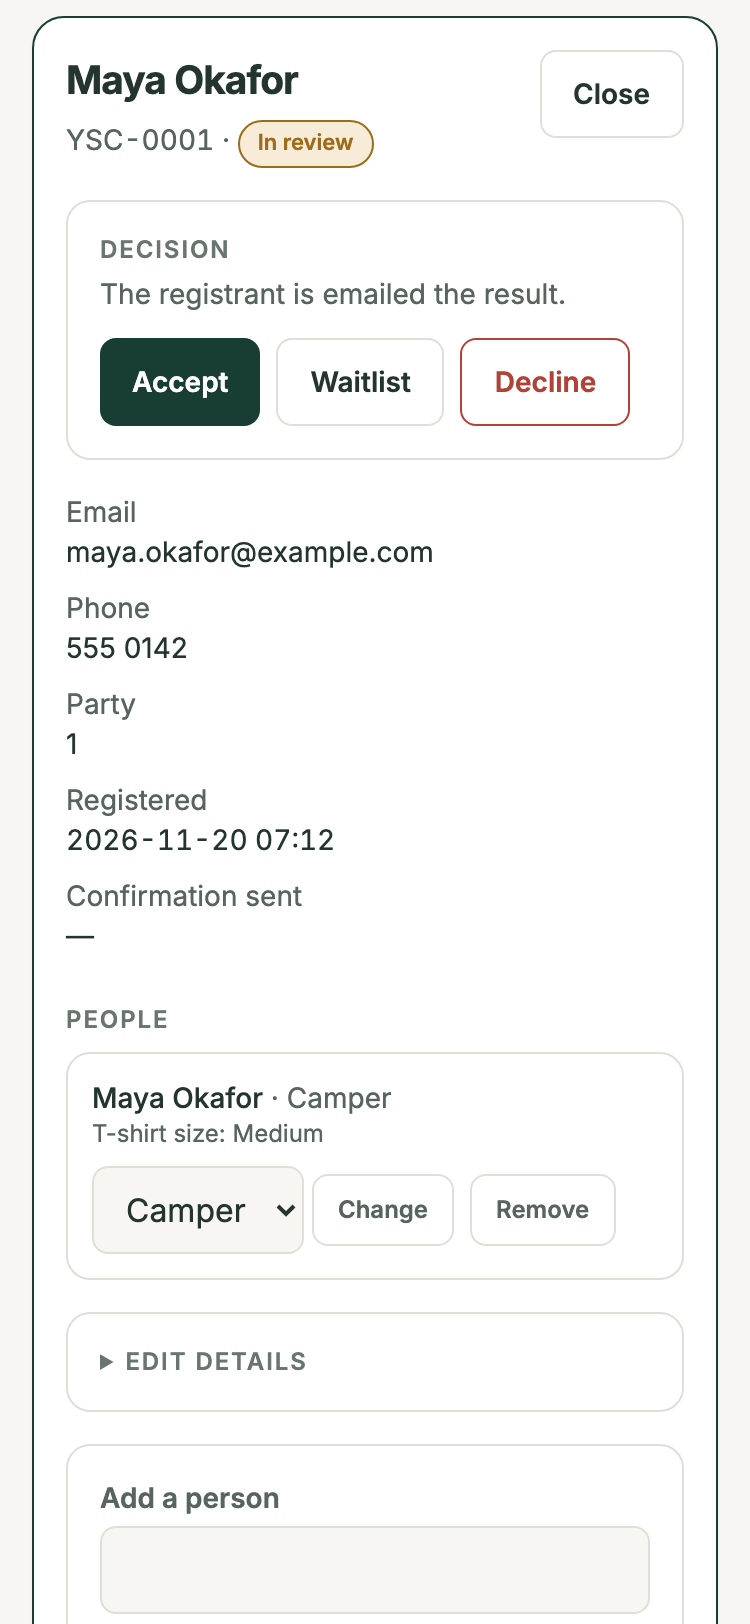 Maya Okafor
Close
YSC-0001 · In review
DECISION
The registrant is emailed the result.
Accept Waitlist Decline
Email
maya.okafor@example.com
Phone
555 0142
Party
1
Registered
2026-11-20 07:12
Confirmation sent
—
PEOPLE
Maya Okafor · Camper
T-shirt size: Medium
Camper Change Remove
EDIT DETAILS
Add a person